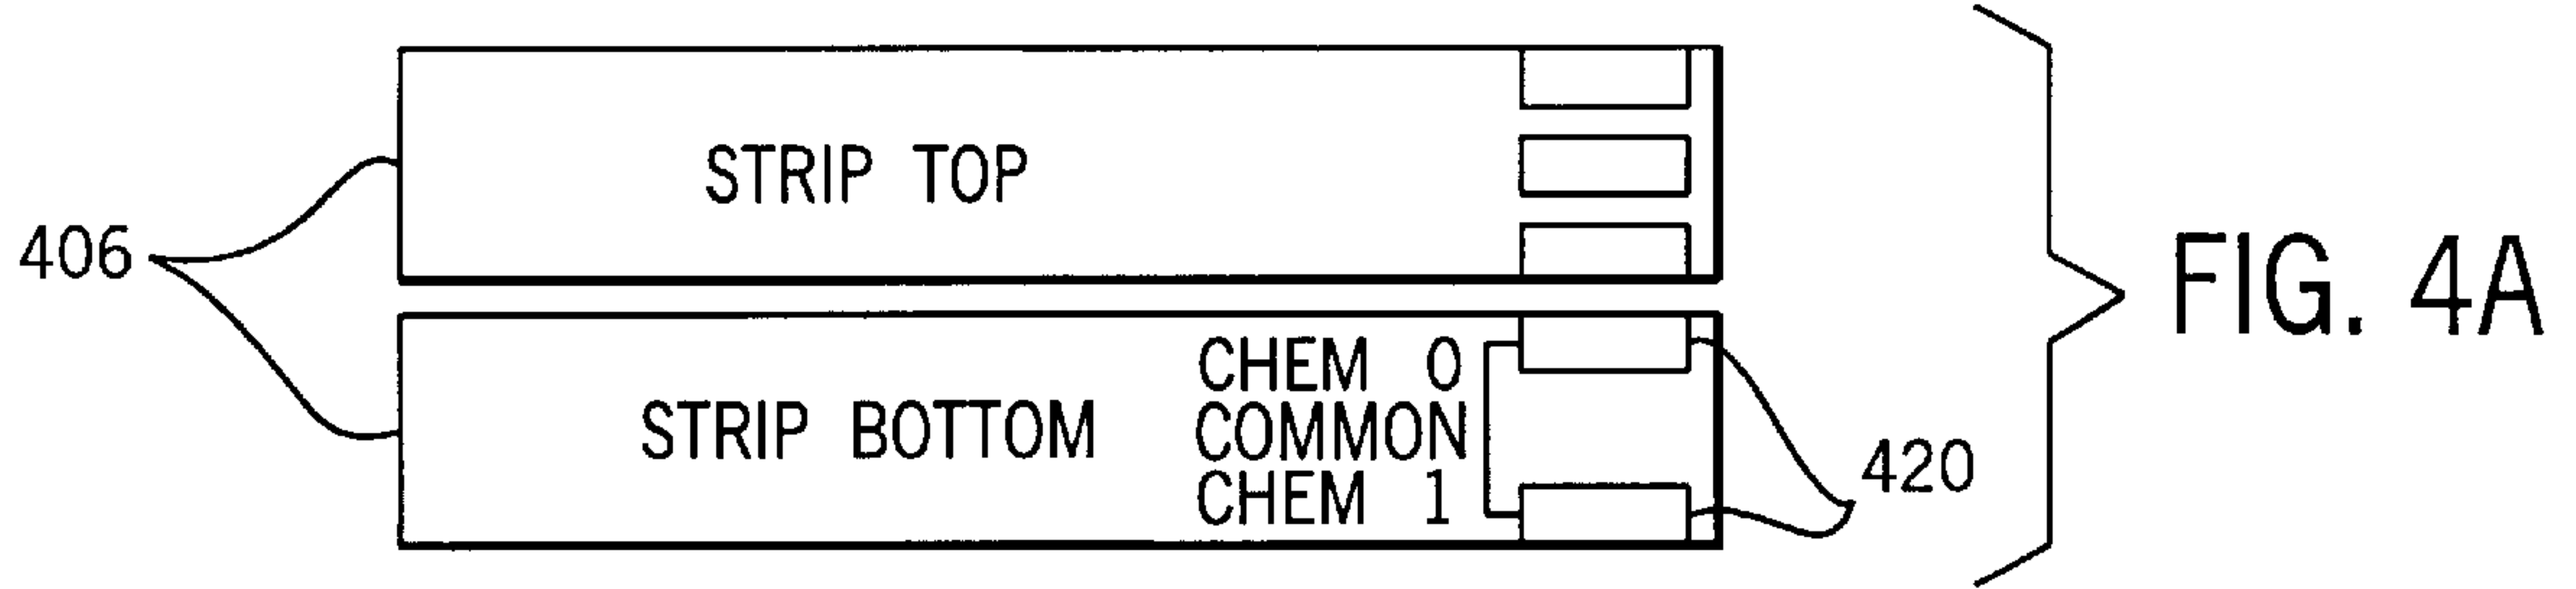 STRIP TOP
406
CHEM 0
STRIP BOTTOM COMMON
CHEM 1
420
FIG. 4A